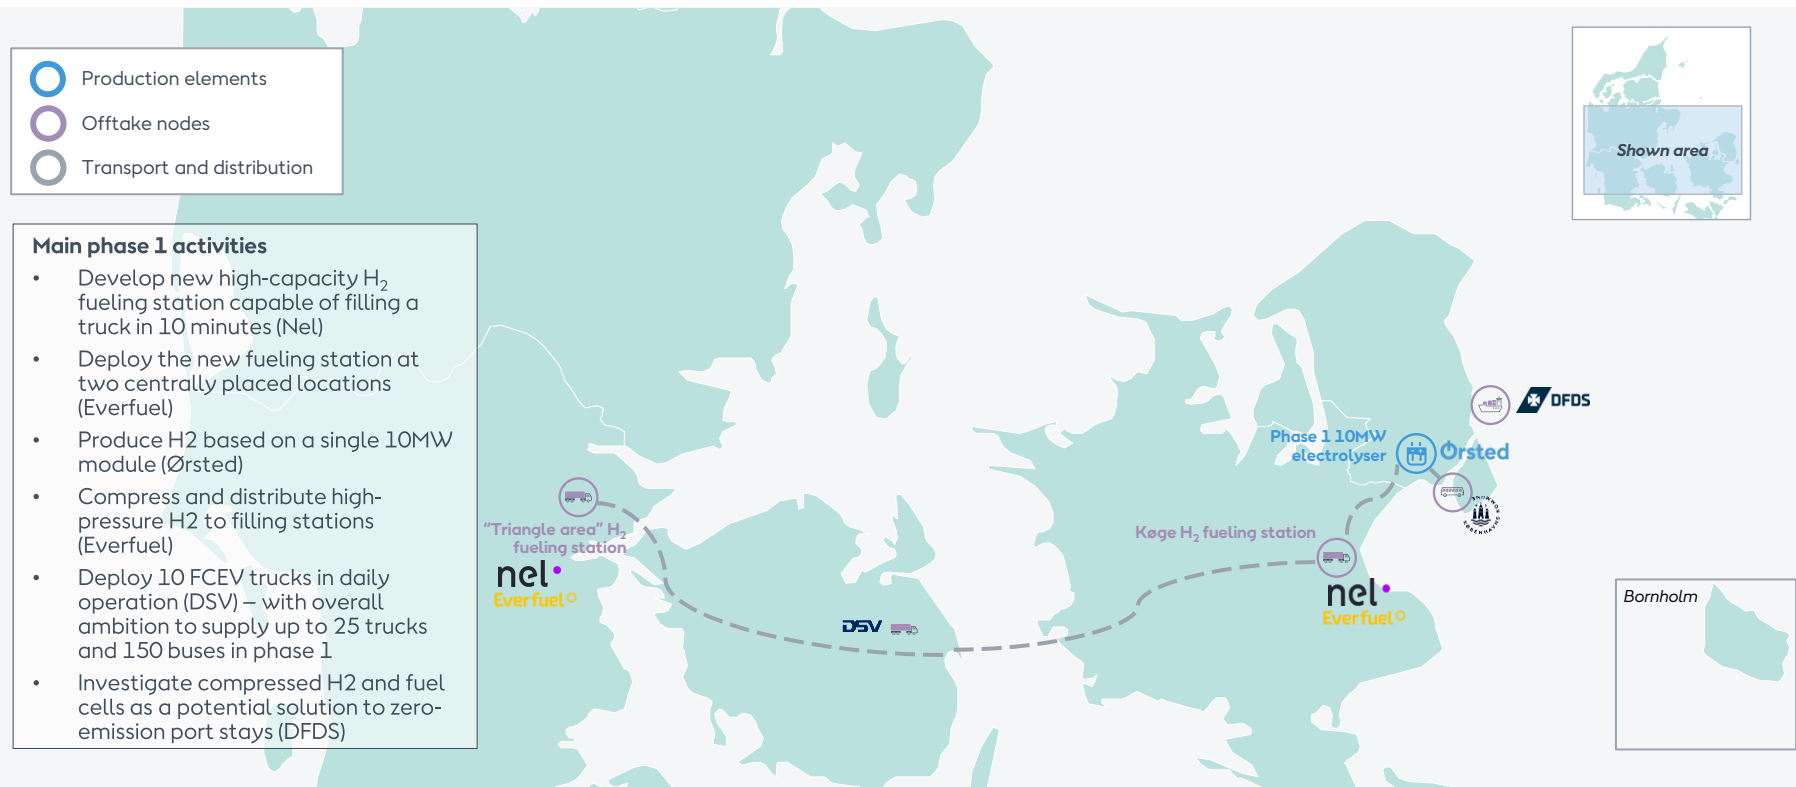 Production elements
Offtake nodes
Transport and distribution
Main phase 1 activities
• Develop new high-capacity H₂
fueling station capable of filling a
truck in 10 minutes (Nel)
• Deploy the new fueling station at
two centrally placed locations
(Everfuel)
• Produce H2 based on a single 10MW
module (Ørsted)
• Compress and distribute high-
pressure H2 to filling stations
(Everfuel)
• Deploy 10 FCEV trucks in daily
operation (DSV) – with overall
ambition to supply up to 25 trucks
and 150 buses in phase 1
• Investigate compressed H2 and fuel
cells as a potential solution to zero-
emission port stays (DFDS)
“Triangle area” H₂
fueling station
nel
Everfuel
DSV
Køge H₂ fueling station
nel
Everfuel
Phase 1 10MW
electrolyser
Ørsted
DFDS
KØBENHAVNS KOMMUNE
Shown area
Bornholm